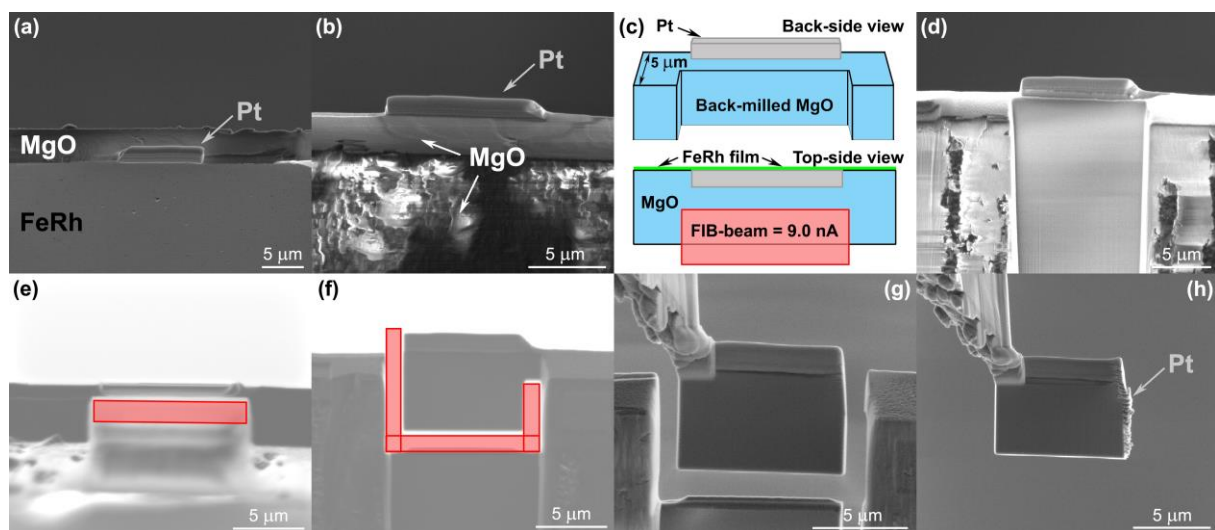 (a)
Pt
MgO
FeRh
5 μm
(b)
Pt
MgO
5 μm
(c)
Pt
Back-side view
5 μm
Back-milled MgO
FeRh film
Top-side view
MgO
FIB-beam = 9.0 nA
(d)
5 μm
(e)
5 μm
(f)
5 μm
(g)
5 μm
(h)
Pt
5 μm